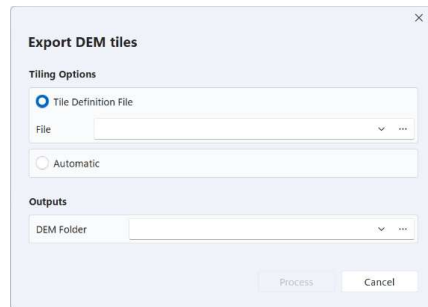 Export DEM tiles
Tiling Options
Tile Definition File
File
Automatic
Outputs
DEM Folder
Process Cancel